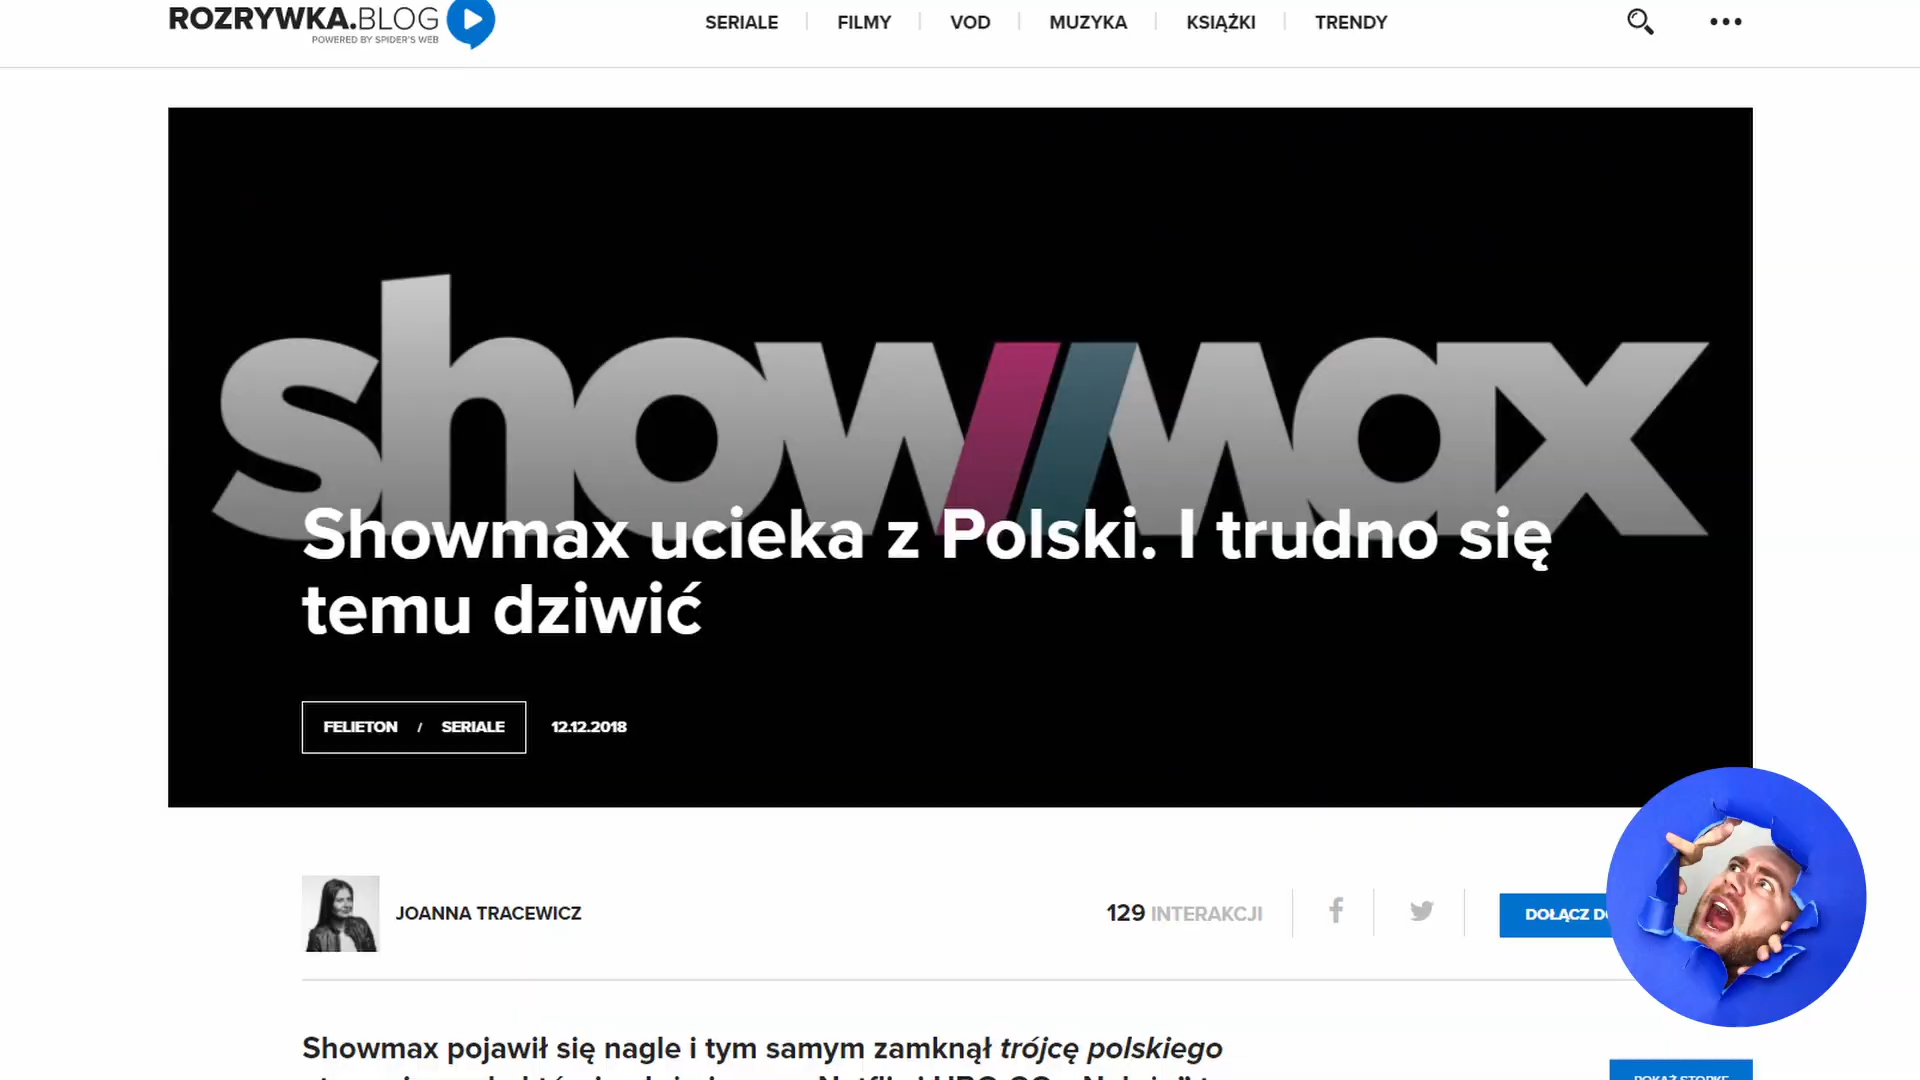 ROZRYWKA.BLOG
POWERED BY SPIDER'S WEB
SERIALE
FILMY
VOD
MUZYKA
KSIĄŻKI
TRENDY
showmax
Showmax ucieka z Polski. I trudno się
temu dziwić
FELIETON / SERIALE 12.12.2018
JOANNA TRACEWICZ
129 INTERAKCJI
DOŁĄCZ
Showmax pojawił się nagle i tym samym zamknął trójcę polskiego